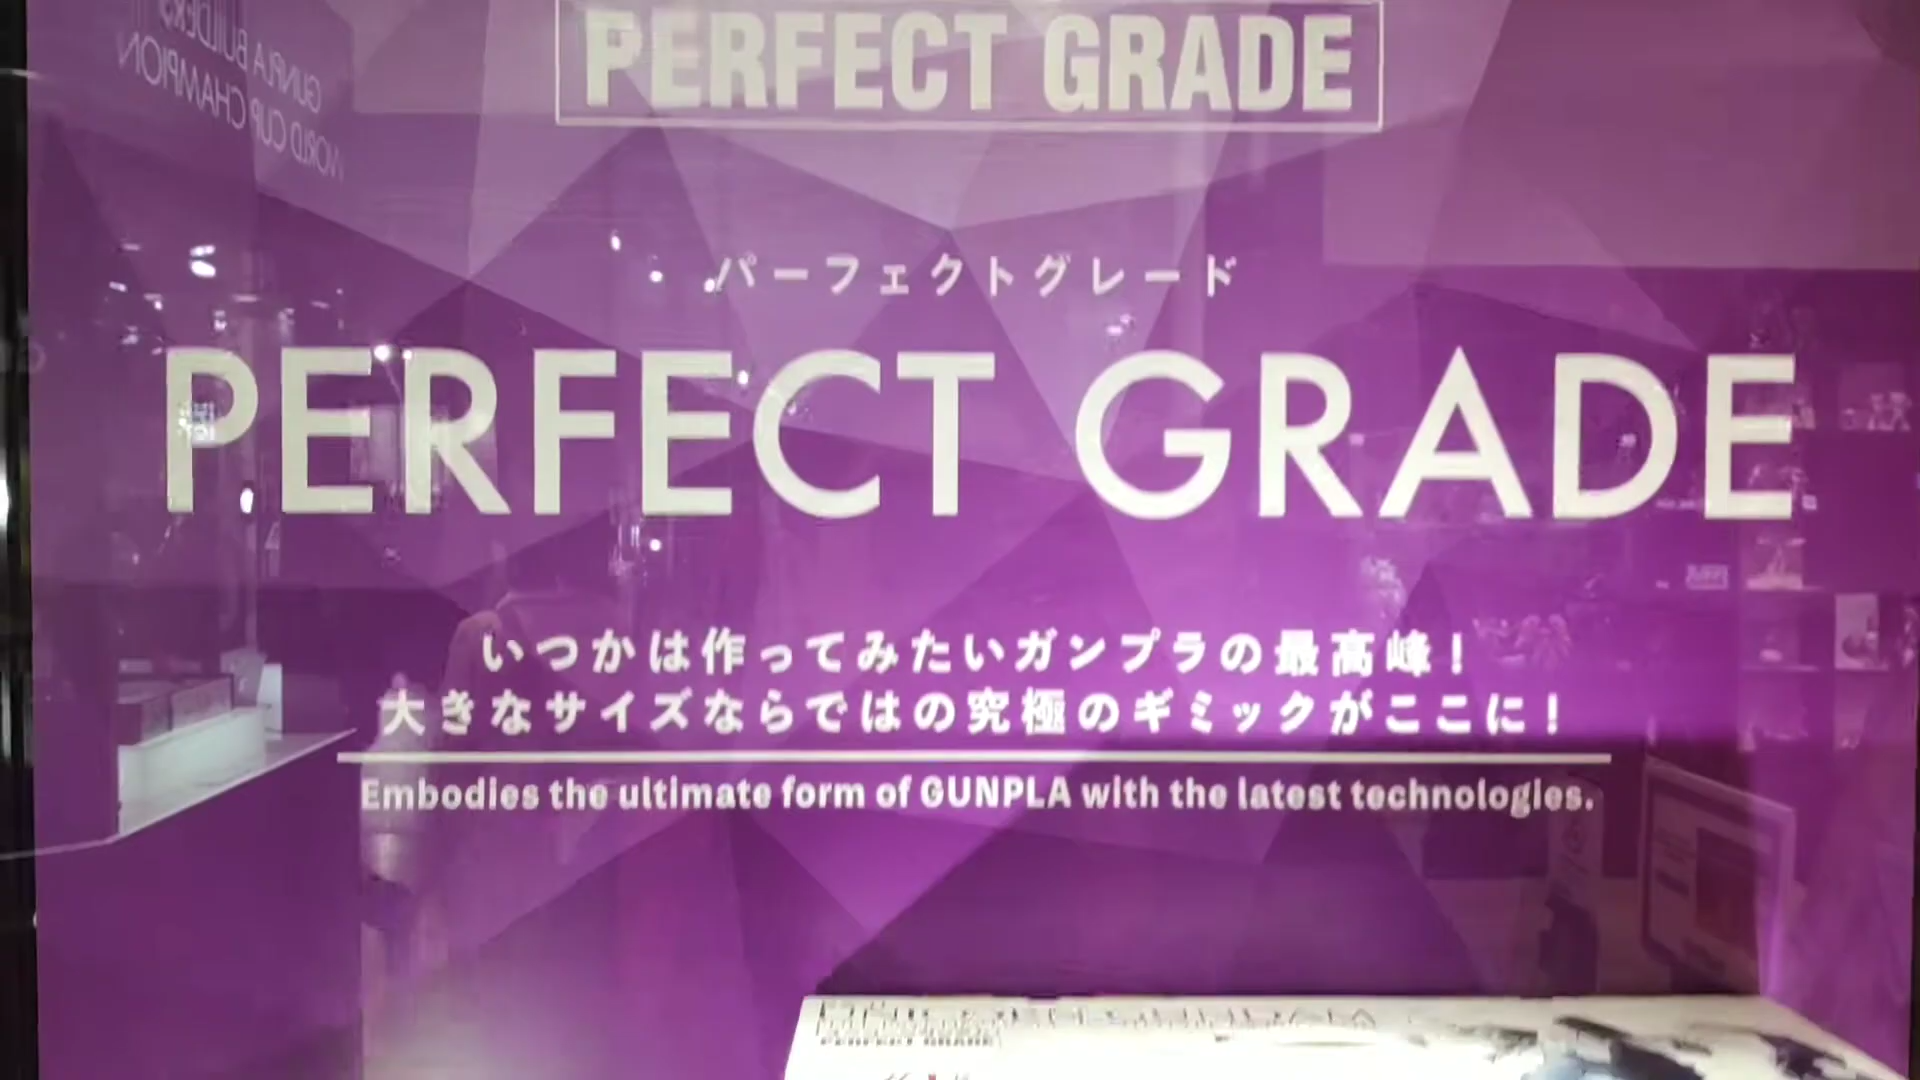 PERFECT GRADE
パーフェクトグレード
PERFECT GRADE
いつかは作ってみたいガンプラの最高峰！
大きなサイズならではの究極のギミックがここに！
Embodies the ultimate form of GUNPLA with the latest technologies.
GUNPLA BUILDERS
WORLD CUP CHAMPION
PERFECT GRADE